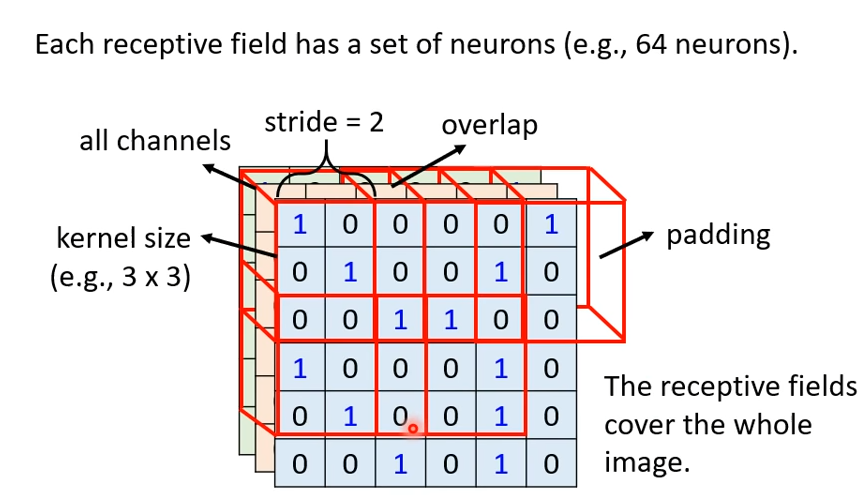 Each receptive field has a set of neurons (e.g., 64 neurons).
stride = 2
overlap
all channels
kernel size
(e.g., 3 x 3)
padding
1 0 0 0 0 1
0 1 0 0 1 0
0 0 1 1 0 0
1 0 0 0 1 0
0 1 0 0 1 0
0 0 1 0 1 0
The receptive fields
cover the whole
image.